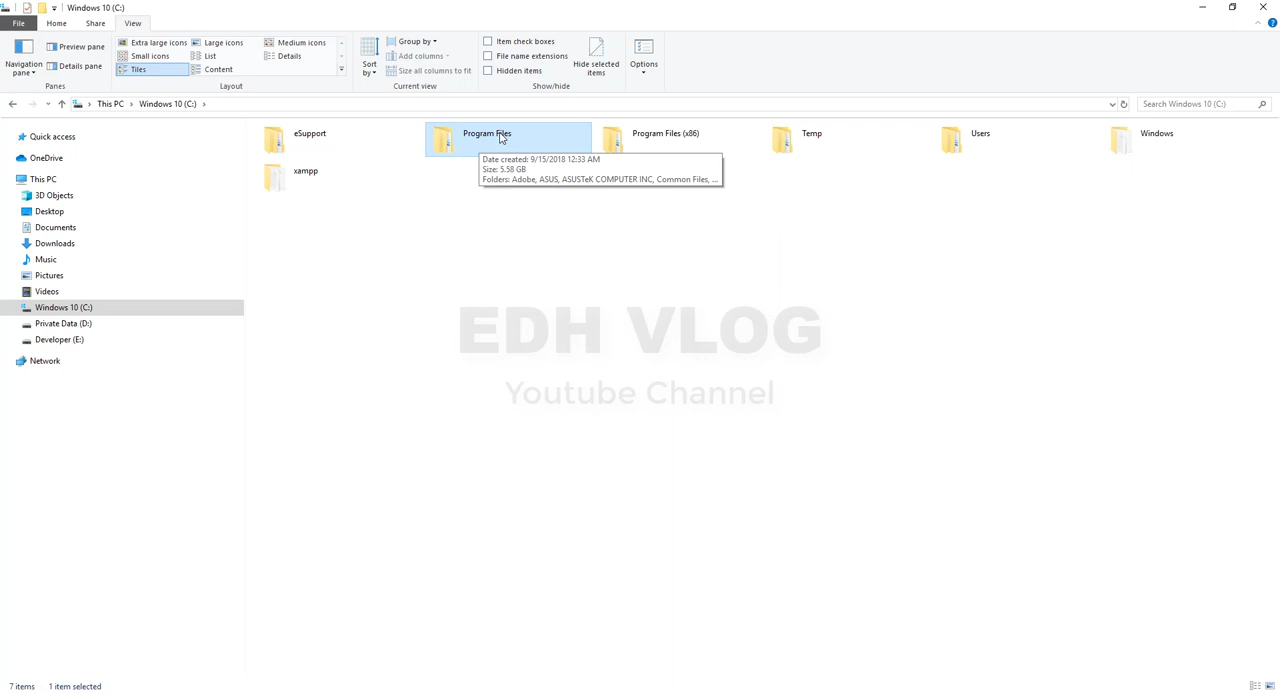 Windows 10 (C:)
File Home Share View
Navigation pane
Preview pane
Details pane
Panes
Extra large icons
Large icons
Medium icons
Small icons
List
Details
Tiles
Content
Layout
Sort by
Group by
Add columns
Size all columns to fit
Current view
Item check boxes
File name extensions
Hidden items
Hide selected items
Show/hide
Options
This PC > Windows 10 (C:) >
Search Windows 10 (C:)
Quick access
OneDrive
This PC
3D Objects
Desktop
Documents
Downloads
Music
Pictures
Videos
Windows 10 (C:)
Private Data (D:)
Developer (E:)
Network
eSupport
Program Files
Program Files (x86)
Temp
Users
Windows
xampp
Date created: 9/15/2018 12:33 AM
Size: 5.58 GB
Folders: Adobe, ASUS, ASUSTeK COMPUTER INC, Common Files, ...
EDH VLOG
Youtube Channel
7 items 1 item selected